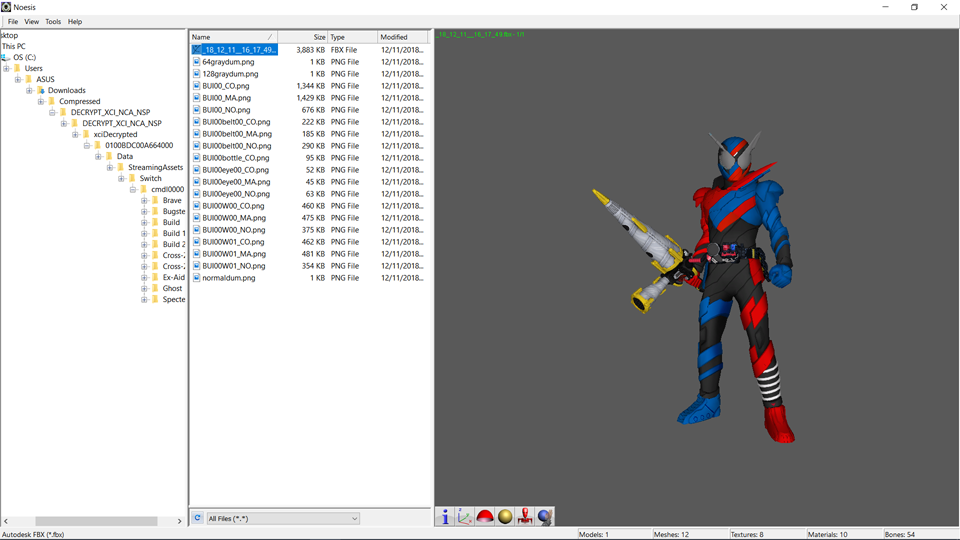 Noesis
File View Tools Help
sktop
This PC
OS (C:)
Users
ASUS
Downloads
Compressed
DECRYPT_XCI_NCA_NSP
DECRYPT_XCI_NCA_NSP
xciDecrypted
0100BDC00A664000
Data
StreamingAssets
Switch
cmdl0000
Brave
Bugste
Build
Build 1
Build 2
Cross-Z
Cross-Z
Ex-Aid
Ghost
Specte
Name Size Type Modified
_18_12_11__16_17_49... 3,883 KB FBX File 12/11/2018...
64graydum.png 1 KB PNG File 12/11/2018...
128graydum.png 1 KB PNG File 12/11/2018...
BUI00_CO.png 1,344 KB PNG File 12/11/2018...
BUI00_MA.png 1,429 KB PNG File 12/11/2018...
BUI00_NO.png 676 KB PNG File 12/11/2018...
BUI00belt00_CO.png 222 KB PNG File 12/11/2018...
BUI00belt00_MA.png 185 KB PNG File 12/11/2018...
BUI00belt00_NO.png 290 KB PNG File 12/11/2018...
BUI00bottle_CO.png 95 KB PNG File 12/11/2018...
BUI00eye00_CO.png 52 KB PNG File 12/11/2018...
BUI00eye00_MA.png 45 KB PNG File 12/11/2018...
BUI00eye00_NO.png 63 KB PNG File 12/11/2018...
BUI00W00_CO.png 460 KB PNG File 12/11/2018...
BUI00W00_MA.png 475 KB PNG File 12/11/2018...
BUI00W00_NO.png 375 KB PNG File 12/11/2018...
BUI00W01_CO.png 462 KB PNG File 12/11/2018...
BUI00W01_MA.png 481 KB PNG File 12/11/2018...
BUI00W01_NO.png 354 KB PNG File 12/11/2018...
normaldum.png 1 KB PNG File 12/11/2018...
_18_12_11__16_17_49.fbx - 1/1
All Files (*.*)
Autodesk FBX (*.fbx) Models: 1 Meshes: 12 Textures: 8 Materials: 10 Bones: 54